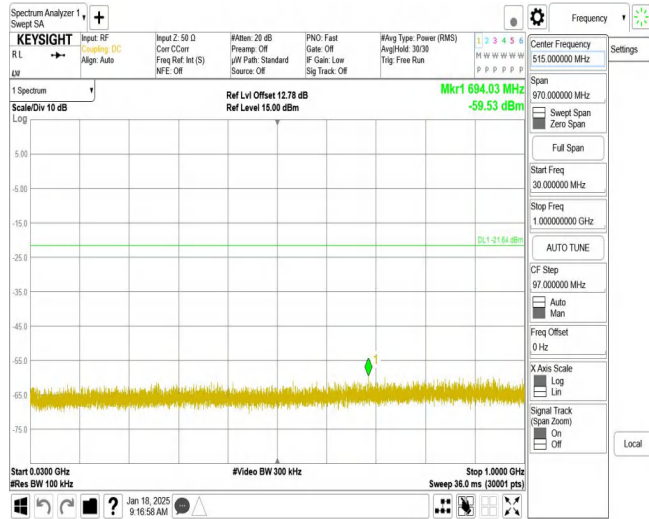 Spectrum Analyzer 1
Swept SA
+
Frequency
KEYSIGHT
RL
Input: RF
Coupling: DC
Align: Auto
Input Z: 50 Ω
Corr CCorr
Freq Ref: Int (S)
NFE: Off
#Atten: 20 dB
Preamp: Off
µW Path: Standard
Source: Off
PNO: Fast
Gate: Off
IF Gain: Low
Sig Track: Off
#Avg Type: Power (RMS)
Avg|Hold: 30/30
Trig: Free Run
1 2 3 4 5 6
M W W W W W
P P P P P P
1 Spectrum
Scale/Div 10 dB
Log
Ref Lvl Offset 12.78 dB
Ref Level 15.00 dBm
Mkr1 694.03 MHz
-59.53 dBm
5.00
-5.00
-15.0
DL1 -21.64 dBm
-25.0
-35.0
-45.0
-55.0
1
-65.0
-75.0
Start 0.0300 GHz
#Res BW 100 kHz
#Video BW 300 kHz
Stop 1.0000 GHz
Sweep 36.0 ms (30001 pts)
Jan 18, 2025
9:16:58 AM
?
Center Frequency
515.000000 MHz
Settings
Span
970.000000 MHz
Swept Span
Zero Span
Full Span
Start Freq
30.000000 MHz
Stop Freq
1.000000000 GHz
AUTO TUNE
CF Step
97.000000 MHz
Auto
Man
Freq Offset
0 Hz
X Axis Scale
Log
Lin
Signal Track
(Span Zoom)
On
Off
Local